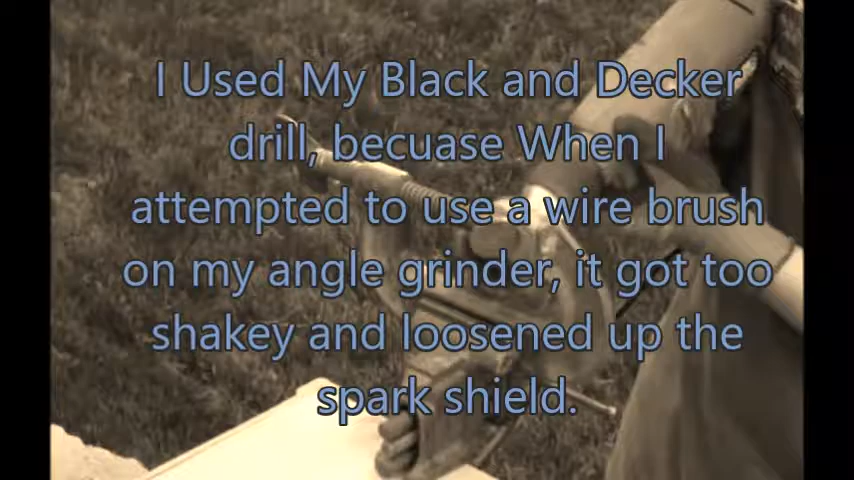 I Used My Black and Decker
drill, becuase When I
attempted to use a wire brush
on my angle grinder, it got too
shakey and loosened up the
spark shield.